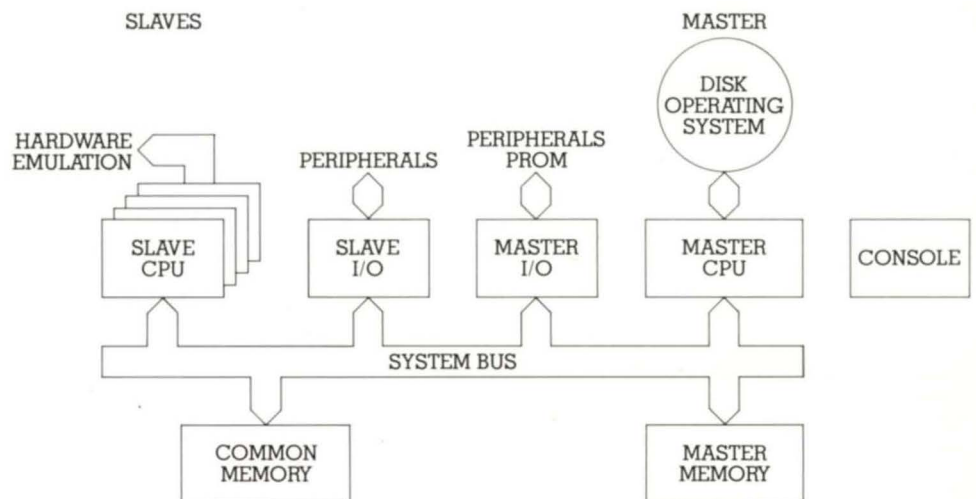 SLAVES
MASTER
DISK
OPERATING
SYSTEM
HARDWARE
EMULATION
PERIPHERALS
PERIPHERALS
PROM
SLAVE
CPU
SLAVE
I/O
MASTER
I/O
MASTER
CPU
CONSOLE
SYSTEM BUS
COMMON
MEMORY
MASTER
MEMORY